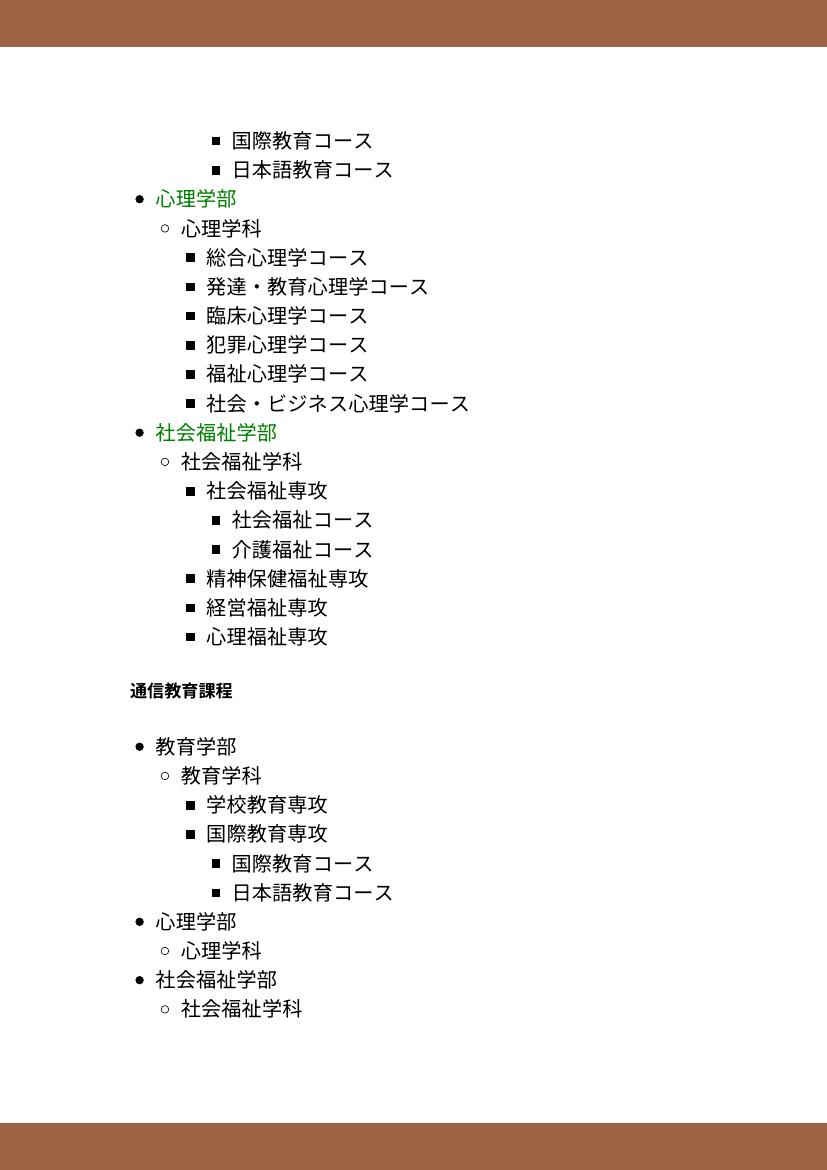 国際教育コース
日本語教育コース
心理学部
心理学科
総合心理学コース
発達・教育心理学コース
臨床心理学コース
犯罪心理学コース
福祉心理学コース
社会・ビジネス心理学コース
社会福祉学部
社会福祉学科
社会福祉専攻
社会福祉コース
介護福祉コース
精神保健福祉専攻
経営福祉専攻
心理福祉専攻
通信教育課程
教育学部
教育学科
学校教育専攻
国際教育専攻
国際教育コース
日本語教育コース
心理学部
心理学科
社会福祉学部
社会福祉学科